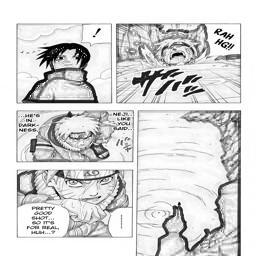 RAH
HG!!
!
NEJI,
LIKE
YOU
SAID...
...HE'S
IN
DARK-
NESS.
PRETTY
GOOD
SHOT...
SO IT'S
FOR REAL,
HUH...?